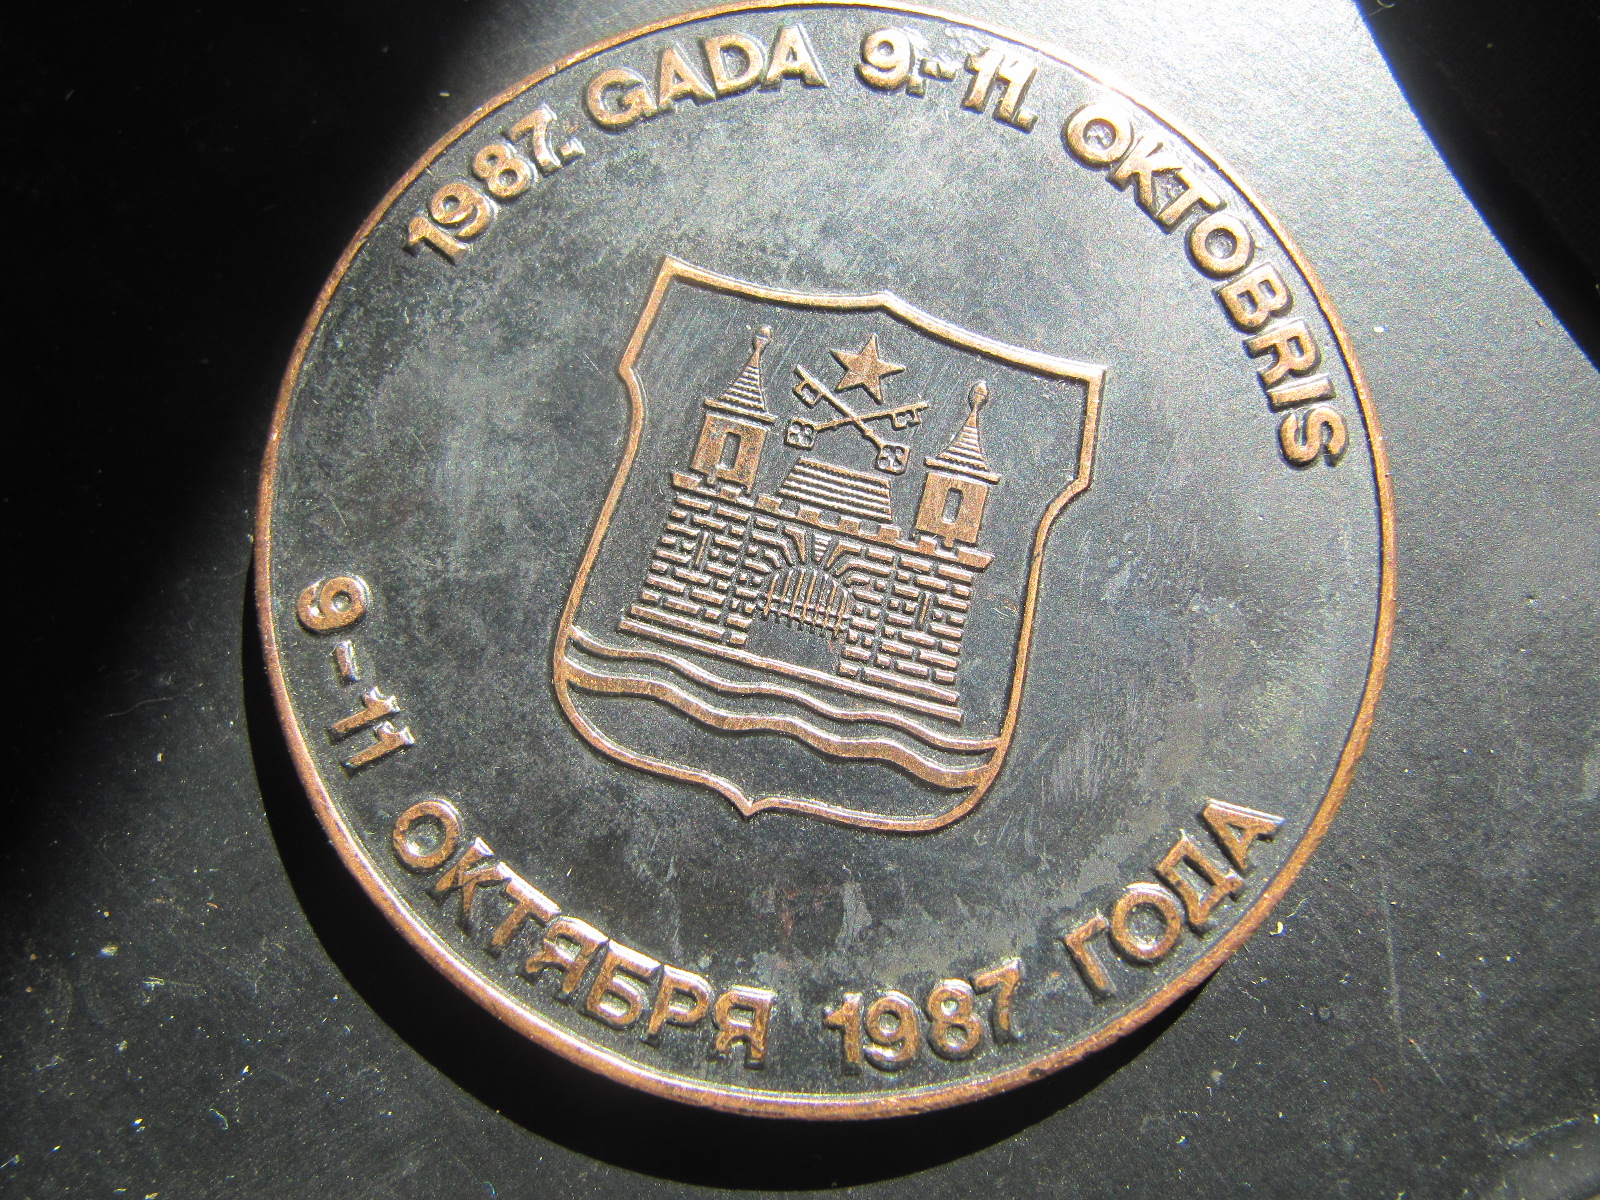 1987. GADA 9.-11. OKTOBRIS
9-11 ОКТЯБРЯ 1987 ГОДА